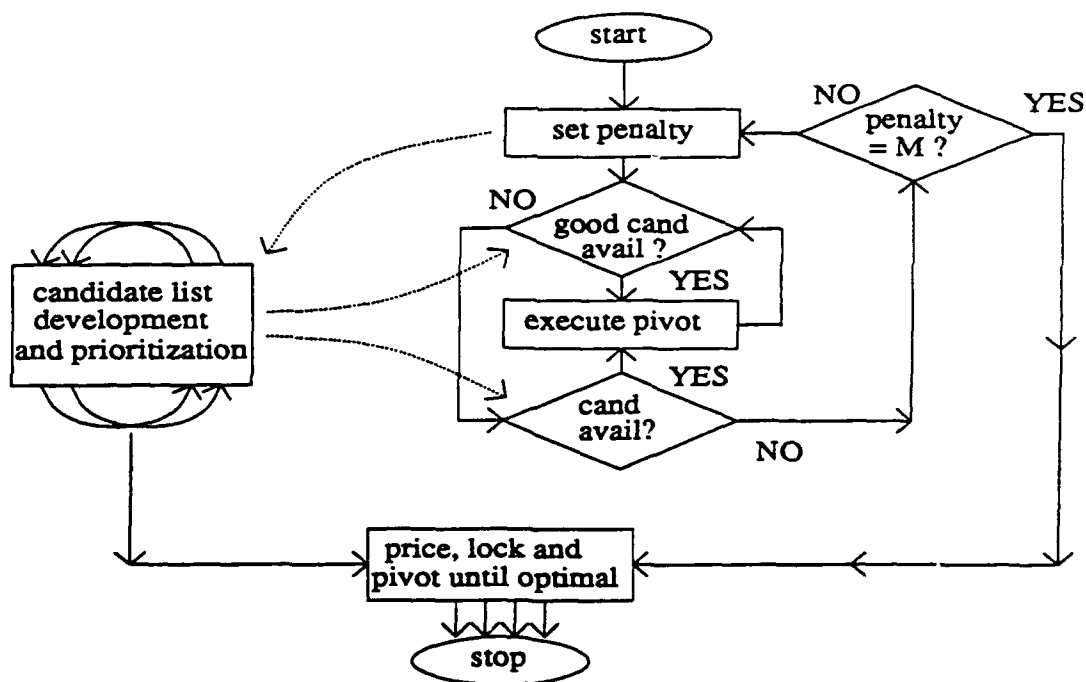 start
set penalty
NO
YES
penalty
= M ?
NO
good cand
avail ?
YES
candidate list
development
and prioritization
execute pivot
YES
cand
avail?
NO
price, lock and
pivot until optimal
stop